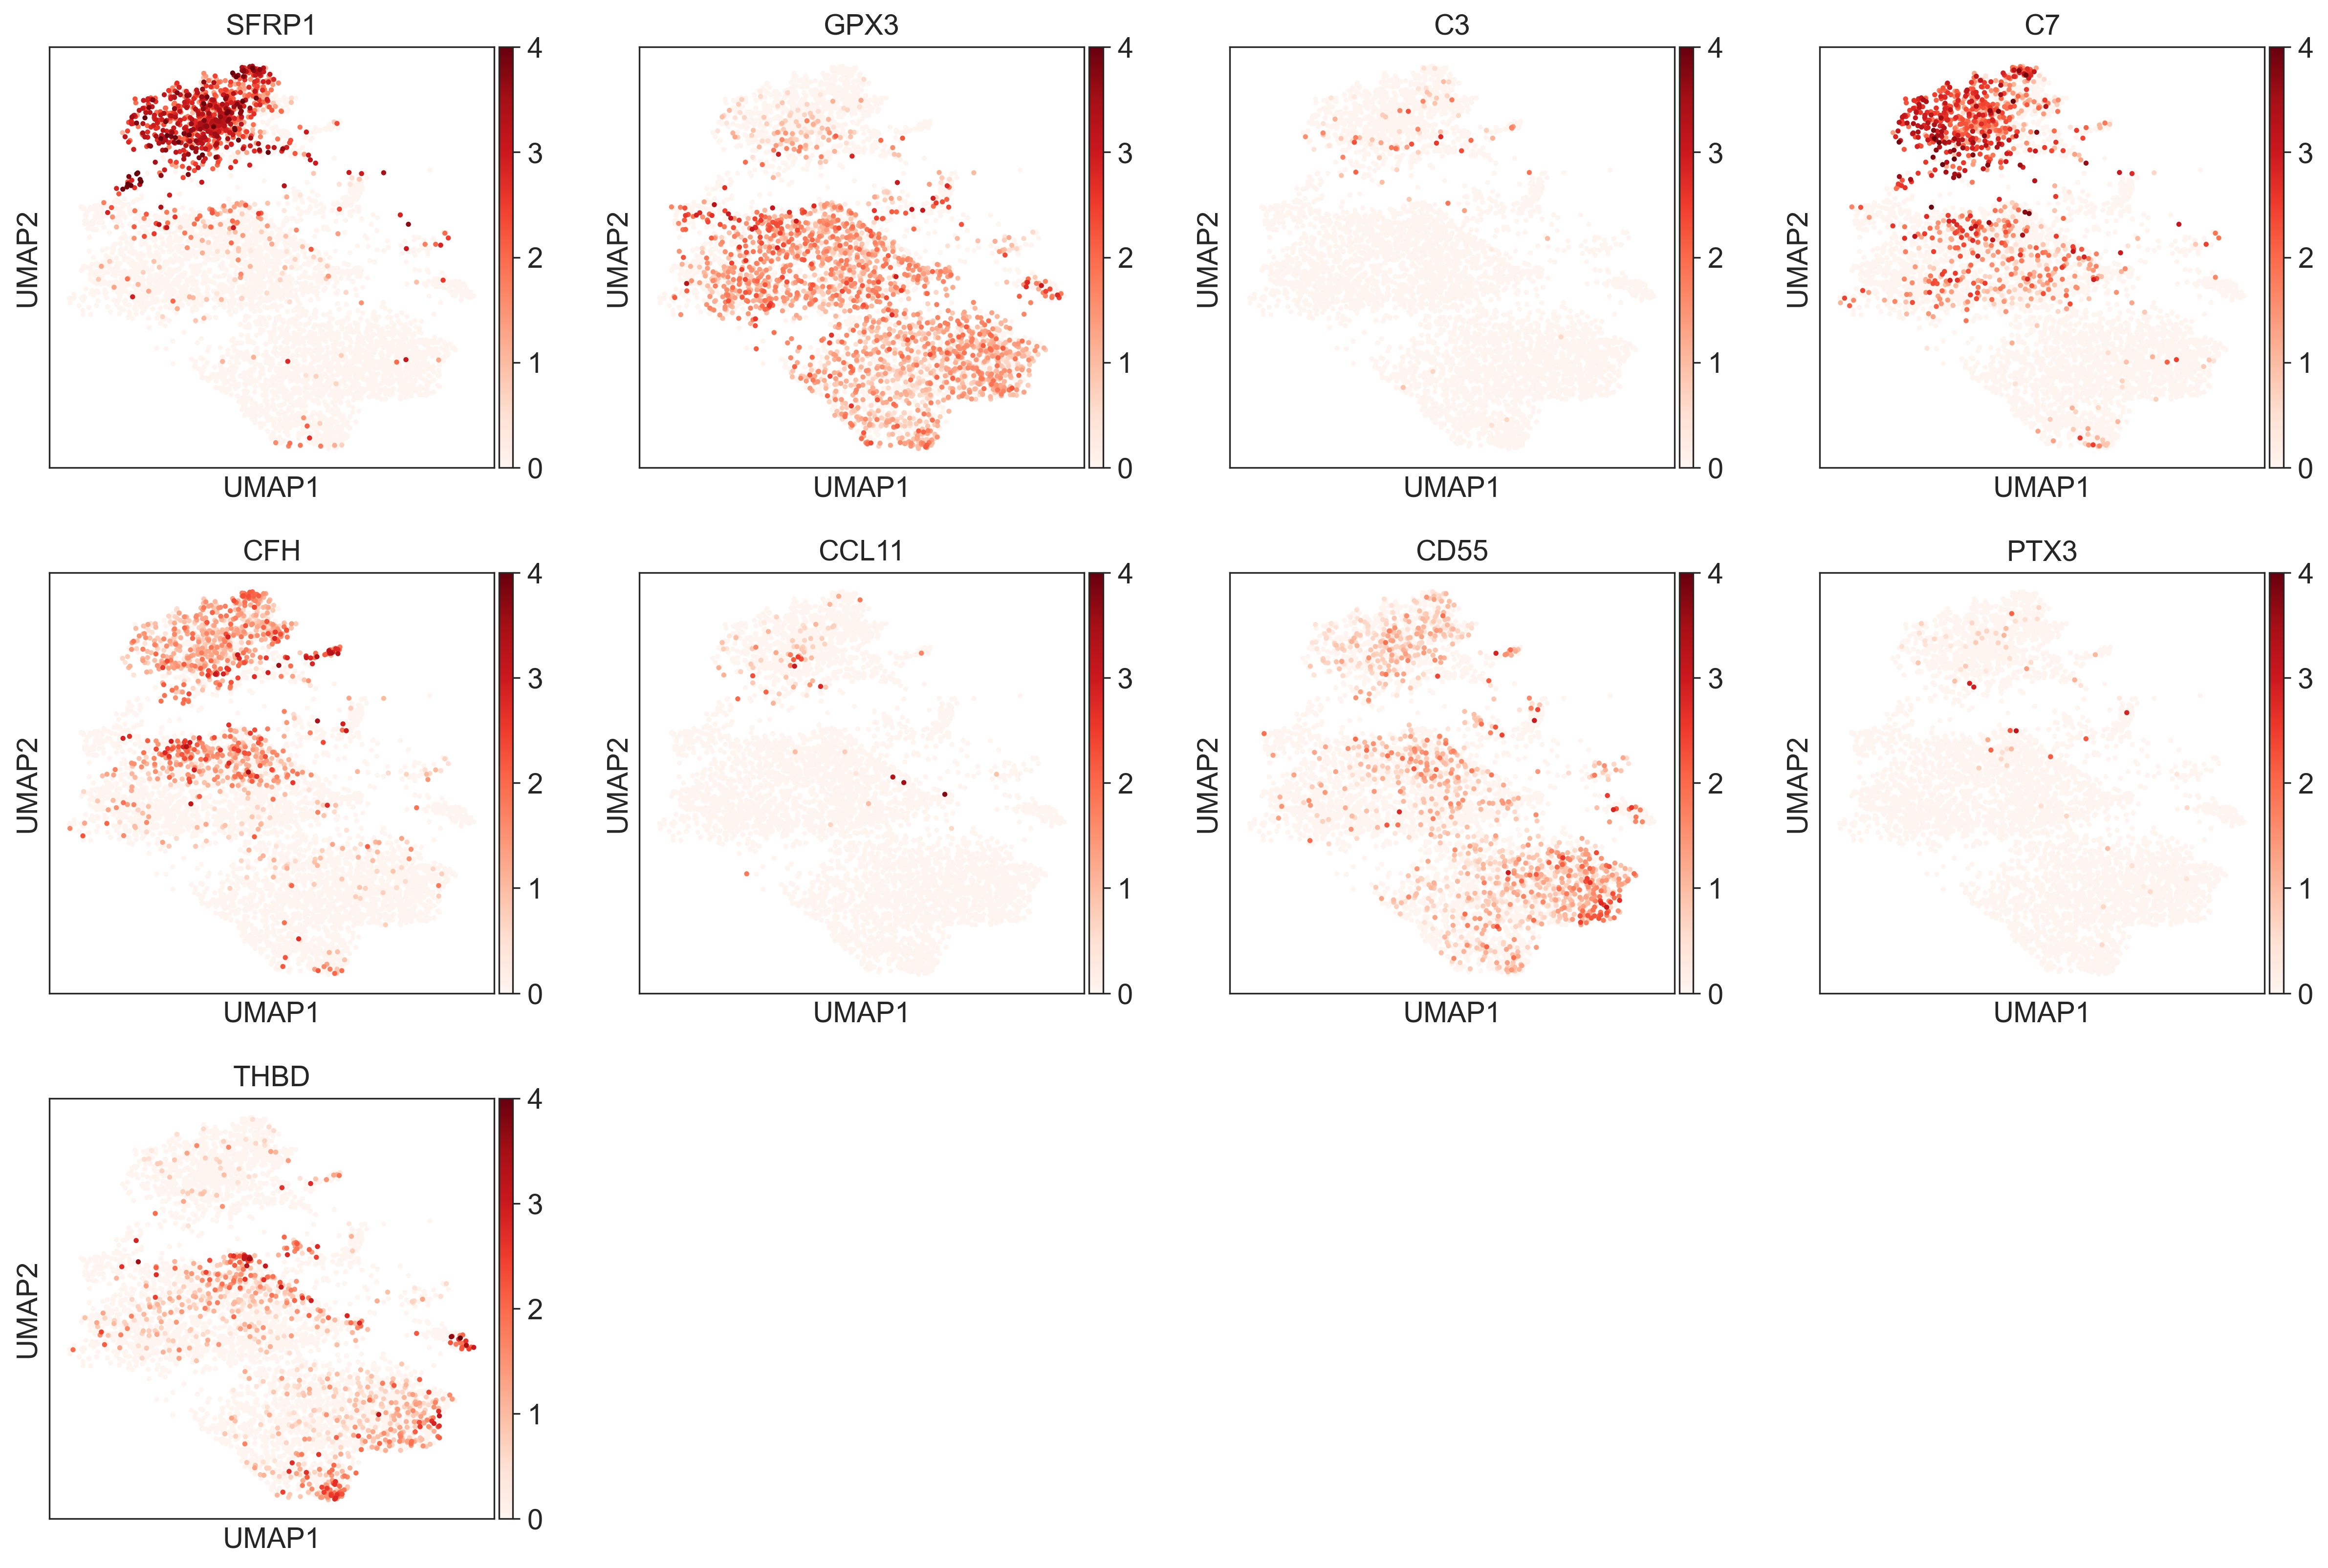 SFRP1 GPX3 C3 C7
4 4 4 4
3 3 3 3
UMAP2 UMAP2 UMAP2 UMAP2
2 2 2 2
1 1 1 1
0 0 0 0
UMAP1 UMAP1 UMAP1 UMAP1
CFH CCL11 CD55 PTX3
4 4 4 4
3 3 3 3
UMAP2 UMAP2 UMAP2 UMAP2
2 2 2 2
1 1 1 1
0 0 0 0
UMAP1 UMAP1 UMAP1 UMAP1
THBD
4
3
UMAP2
2
1
0
UMAP1